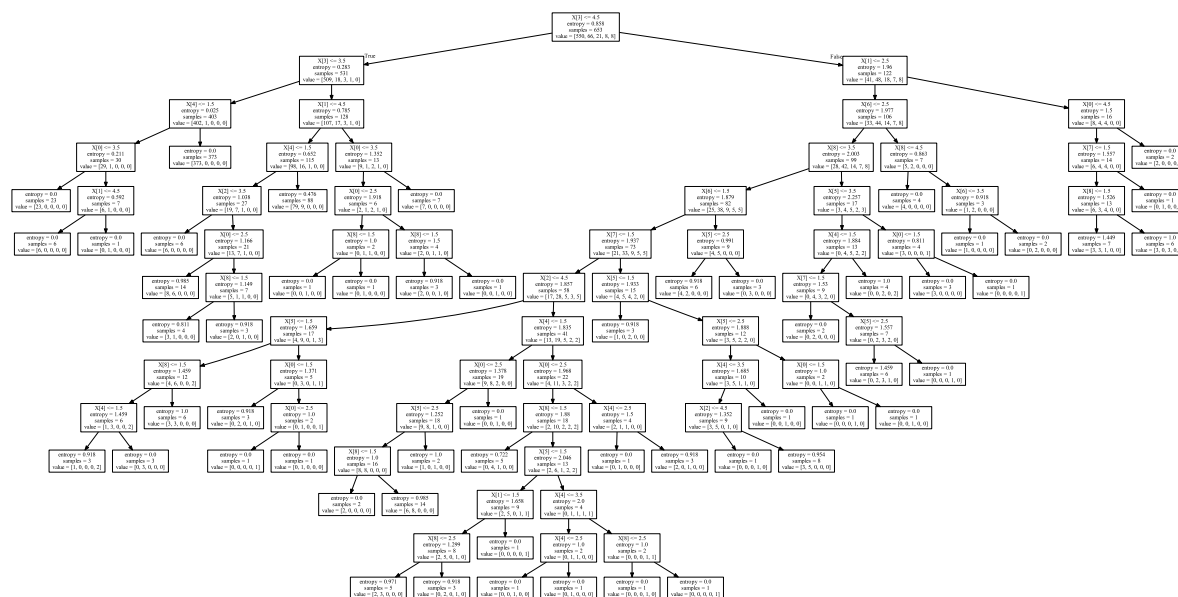 X[3] <= 4.5
entropy = 0.858
samples = 653
value = [550, 66, 21, 8, 8]
True
False
X[3] <= 3.5
entropy = 0.283
samples = 531
value = [509, 18, 3, 1, 0]
X[1] <= 2.5
entropy = 1.96
samples = 122
value = [41, 48, 18, 7, 8]
X[4] <= 1.5
entropy = 0.025
samples = 403
value = [402, 1, 0, 0, 0]
X[1] <= 4.5
entropy = 0.785
samples = 128
value = [107, 17, 3, 1, 0]
X[6] <= 2.5
entropy = 1.977
samples = 106
value = [33, 44, 14, 7, 8]
X[0] <= 4.5
entropy = 1.5
samples = 16
value = [8, 4, 4, 0, 0]
X[0] <= 3.5
entropy = 0.211
samples = 30
value = [29, 1, 0, 0, 0]
entropy = 0.0
samples = 373
value = [373, 0, 0, 0, 0]
X[4] <= 1.5
entropy = 0.652
samples = 115
value = [98, 16, 1, 0, 0]
X[0] <= 3.5
entropy = 1.352
samples = 13
value = [9, 1, 2, 1, 0]
X[8] <= 3.5
entropy = 2.003
samples = 99
value = [28, 42, 14, 7, 8]
X[8] <= 4.5
entropy = 0.863
samples = 7
value = [5, 2, 0, 0, 0]
X[7] <= 1.5
entropy = 1.557
samples = 14
value = [6, 4, 4, 0, 0]
entropy = 0.0
samples = 2
value = [2, 0, 0, 0,
entropy = 0.0
samples = 23
value = [23, 0, 0, 0, 0]
X[1] <= 4.5
entropy = 0.592
samples = 7
value = [6, 1, 0, 0, 0]
X[2] <= 3.5
entropy = 1.038
samples = 27
value = [19, 7, 1, 0, 0]
entropy = 0.476
samples = 88
value = [79, 9, 0, 0, 0]
X[0] <= 2.5
entropy = 1.918
samples = 6
value = [2, 1, 2, 1, 0]
entropy = 0.0
samples = 7
value = [7, 0, 0, 0, 0]
X[6] <= 1.5
entropy = 1.879
samples = 82
value = [25, 38, 9, 5, 5]
X[5] <= 3.5
entropy = 2.257
samples = 17
value = [3, 4, 5, 2, 3]
entropy = 0.0
samples = 4
value = [4, 0, 0, 0, 0]
X[6] <= 3.5
entropy = 0.918
samples = 3
value = [1, 2, 0, 0, 0]
X[8] <= 1.5
entropy = 1.526
samples = 13
value = [6, 3, 4, 0, 0]
entropy = 0.0
samples = 1
value = [0, 1, 0, 0,
entropy = 0.0
samples = 6
value = [6, 0, 0, 0, 0]
entropy = 0.0
samples = 1
value = [0, 1, 0, 0, 0]
entropy = 0.0
samples = 6
value = [6, 0, 0, 0, 0]
X[0] <= 2.5
entropy = 1.166
samples = 21
value = [13, 7, 1, 0, 0]
X[8] <= 1.5
entropy = 1.0
samples = 2
value = [0, 1, 1, 0, 0]
X[8] <= 1.5
entropy = 1.5
samples = 4
value = [2, 0, 1, 1, 0]
X[7] <= 1.5
entropy = 1.937
samples = 73
value = [21, 33, 9, 5, 5]
X[5] <= 2.5
entropy = 0.991
samples = 9
value = [4, 5, 0, 0, 0]
X[4] <= 1.5
entropy = 1.884
samples = 13
value = [0, 4, 5, 2, 2]
X[0] <= 1.5
entropy = 0.811
samples = 4
value = [3, 0, 0, 0, 1]
entropy = 0.0
samples = 1
value = [1, 0, 0, 0, 0]
entropy = 0.0
samples = 2
value = [0, 2, 0, 0, 0]
entropy = 1.449
samples = 7
value = [3, 3, 1, 0, 0]
entropy = 1.0
samples = 6
value = [3, 0, 3, 0,
entropy = 0.985
samples = 14
value = [8, 6, 0, 0, 0]
X[8] <= 1.5
entropy = 1.149
samples = 7
value = [5, 1, 1, 0, 0]
entropy = 0.0
samples = 1
value = [0, 0, 1, 0, 0]
entropy = 0.0
samples = 1
value = [0, 1, 0, 0, 0]
entropy = 0.918
samples = 3
value = [2, 0, 0, 1, 0]
entropy = 0.0
samples = 1
value = [0, 0, 1, 0, 0]
X[2] <= 4.5
entropy = 1.857
samples = 58
value = [17, 28, 5, 3, 5]
X[5] <= 1.5
entropy = 1.933
samples = 15
value = [4, 5, 4, 2, 0]
entropy = 0.918
samples = 6
value = [4, 2, 0, 0, 0]
entropy = 0.0
samples = 3
value = [0, 3, 0, 0, 0]
X[7] <= 1.5
entropy = 1.53
samples = 9
value = [0, 4, 3, 2, 0]
entropy = 1.0
samples = 4
value = [0, 0, 2, 0, 2]
entropy = 0.0
samples = 3
value = [3, 0, 0, 0, 0]
entropy = 0.0
samples = 1
value = [0, 0, 0, 0, 1]
entropy = 0.811
samples = 4
value = [3, 1, 0, 0, 0]
entropy = 0.918
samples = 3
value = [2, 0, 1, 0, 0]
X[5] <= 1.5
entropy = 1.659
samples = 17
value = [4, 9, 0, 1, 3]
X[4] <= 1.5
entropy = 1.835
samples = 41
value = [13, 19, 5, 2, 2]
entropy = 0.918
samples = 3
value = [1, 0, 2, 0, 0]
X[5] <= 2.5
entropy = 1.888
samples = 12
value = [3, 5, 2, 2, 0]
entropy = 0.0
samples = 2
value = [0, 2, 0, 0, 0]
X[5] <= 2.5
entropy = 1.557
samples = 7
value = [0, 2, 3, 2, 0]
X[8] <= 1.5
entropy = 1.459
samples = 12
value = [4, 6, 0, 0, 2]
X[0] <= 1.5
entropy = 1.371
samples = 5
value = [0, 3, 0, 1, 1]
X[0] <= 2.5
entropy = 1.378
samples = 19
value = [9, 8, 2, 0, 0]
X[0] <= 2.5
entropy = 1.968
samples = 22
value = [4, 11, 3, 2, 2]
X[4] <= 3.5
entropy = 1.685
samples = 10
value = [3, 5, 1, 1, 0]
X[0] <= 1.5
entropy = 1.0
samples = 2
value = [0, 0, 1, 1, 0]
entropy = 1.459
samples = 6
value = [0, 2, 3, 1, 0]
entropy = 0.0
samples = 1
value = [0, 0, 0, 1, 0]
X[4] <= 1.5
entropy = 1.459
samples = 6
value = [1, 3, 0, 0, 2]
entropy = 1.0
samples = 6
value = [3, 3, 0, 0, 0]
entropy = 0.918
samples = 3
value = [0, 2, 0, 1, 0]
X[0] <= 2.5
entropy = 1.0
samples = 2
value = [0, 1, 0, 0, 1]
X[5] <= 2.5
entropy = 1.252
samples = 18
value = [9, 8, 1, 0, 0]
entropy = 0.0
samples = 1
value = [0, 0, 1, 0, 0]
X[8] <= 1.5
entropy = 1.88
samples = 18
value = [2, 10, 2, 2, 2]
X[4] <= 2.5
entropy = 1.5
samples = 4
value = [2, 1, 1, 0, 0]
X[2] <= 4.5
entropy = 1.352
samples = 9
value = [3, 5, 0, 1, 0]
entropy = 0.0
samples = 1
value = [0, 0, 1, 0, 0]
entropy = 0.0
samples = 1
value = [0, 0, 0, 1, 0]
entropy = 0.0
samples = 1
value = [0, 0, 1, 0, 0]
entropy = 0.918
samples = 3
value = [1, 0, 0, 0, 2]
entropy = 0.0
samples = 3
value = [0, 3, 0, 0, 0]
entropy = 0.0
samples = 1
value = [0, 0, 0, 0, 1]
entropy = 0.0
samples = 1
value = [0, 1, 0, 0, 0]
X[8] <= 1.5
entropy = 1.0
samples = 16
value = [8, 8, 0, 0, 0]
entropy = 1.0
samples = 2
value = [1, 0, 1, 0, 0]
entropy = 0.722
samples = 5
value = [0, 4, 1, 0, 0]
X[5] <= 1.5
entropy = 2.046
samples = 13
value = [2, 6, 1, 2, 2]
entropy = 0.0
samples = 1
value = [0, 1, 0, 0, 0]
entropy = 0.918
samples = 3
value = [2, 0, 1, 0, 0]
entropy = 0.0
samples = 1
value = [0, 0, 0, 1, 0]
entropy = 0.954
samples = 8
value = [3, 5, 0, 0, 0]
entropy = 0.0
samples = 2
value = [2, 0, 0, 0, 0]
entropy = 0.985
samples = 14
value = [6, 8, 0, 0, 0]
X[1] <= 1.5
entropy = 1.658
samples = 9
value = [2, 5, 0, 1, 1]
X[4] <= 3.5
entropy = 2.0
samples = 4
value = [0, 1, 1, 1, 1]
X[8] <= 2.5
entropy = 1.299
samples = 8
value = [2, 5, 0, 1, 0]
entropy = 0.0
samples = 1
value = [0, 0, 0, 0, 1]
X[4] <= 2.5
entropy = 1.0
samples = 2
value = [0, 1, 1, 0, 0]
X[8] <= 2.5
entropy = 1.0
samples = 2
value = [0, 0, 0, 1, 1]
entropy = 0.971
samples = 5
value = [2, 3, 0, 0, 0]
entropy = 0.918
samples = 3
value = [0, 2, 0, 1, 0]
entropy = 0.0
samples = 1
value = [0, 0, 1, 0, 0]
entropy = 0.0
samples = 1
value = [0, 1, 0, 0, 0]
entropy = 0.0
samples = 1
value = [0, 0, 0, 1, 0]
entropy = 0.0
samples = 1
value = [0, 0, 0, 0, 1]